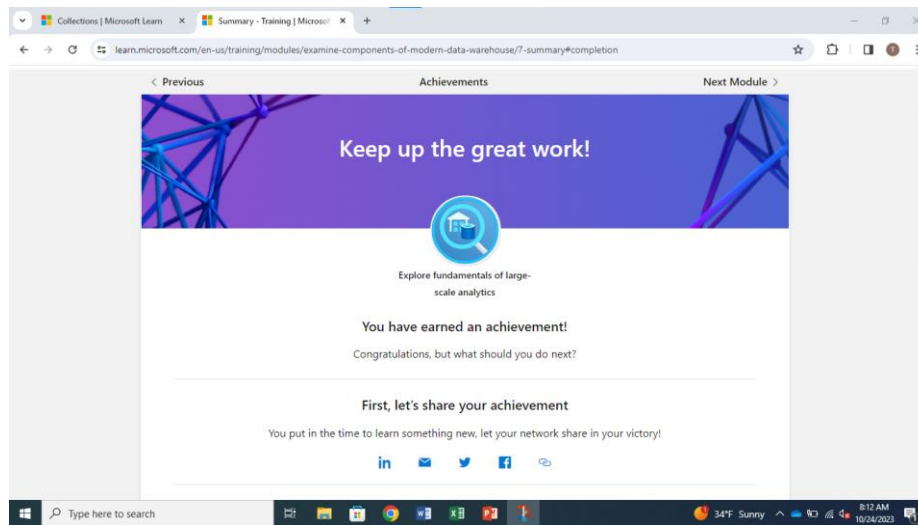 Collections | Microsoft Learn
Summary - Training | Microsof
learn.microsoft.com/en-us/training/modules/examine-components-of-modern-data-warehouse/7-summary#completion
T
< Previous
Achievements
Next Module >
Keep up the great work!
Explore fundamentals of large-
scale analytics
You have earned an achievement!
Congratulations, but what should you do next?
First, let's share your achievement
You put in the time to learn something new, let your network share in your victory!
in
Type here to search
34°F Sunny
8:12 AM
10/24/2023